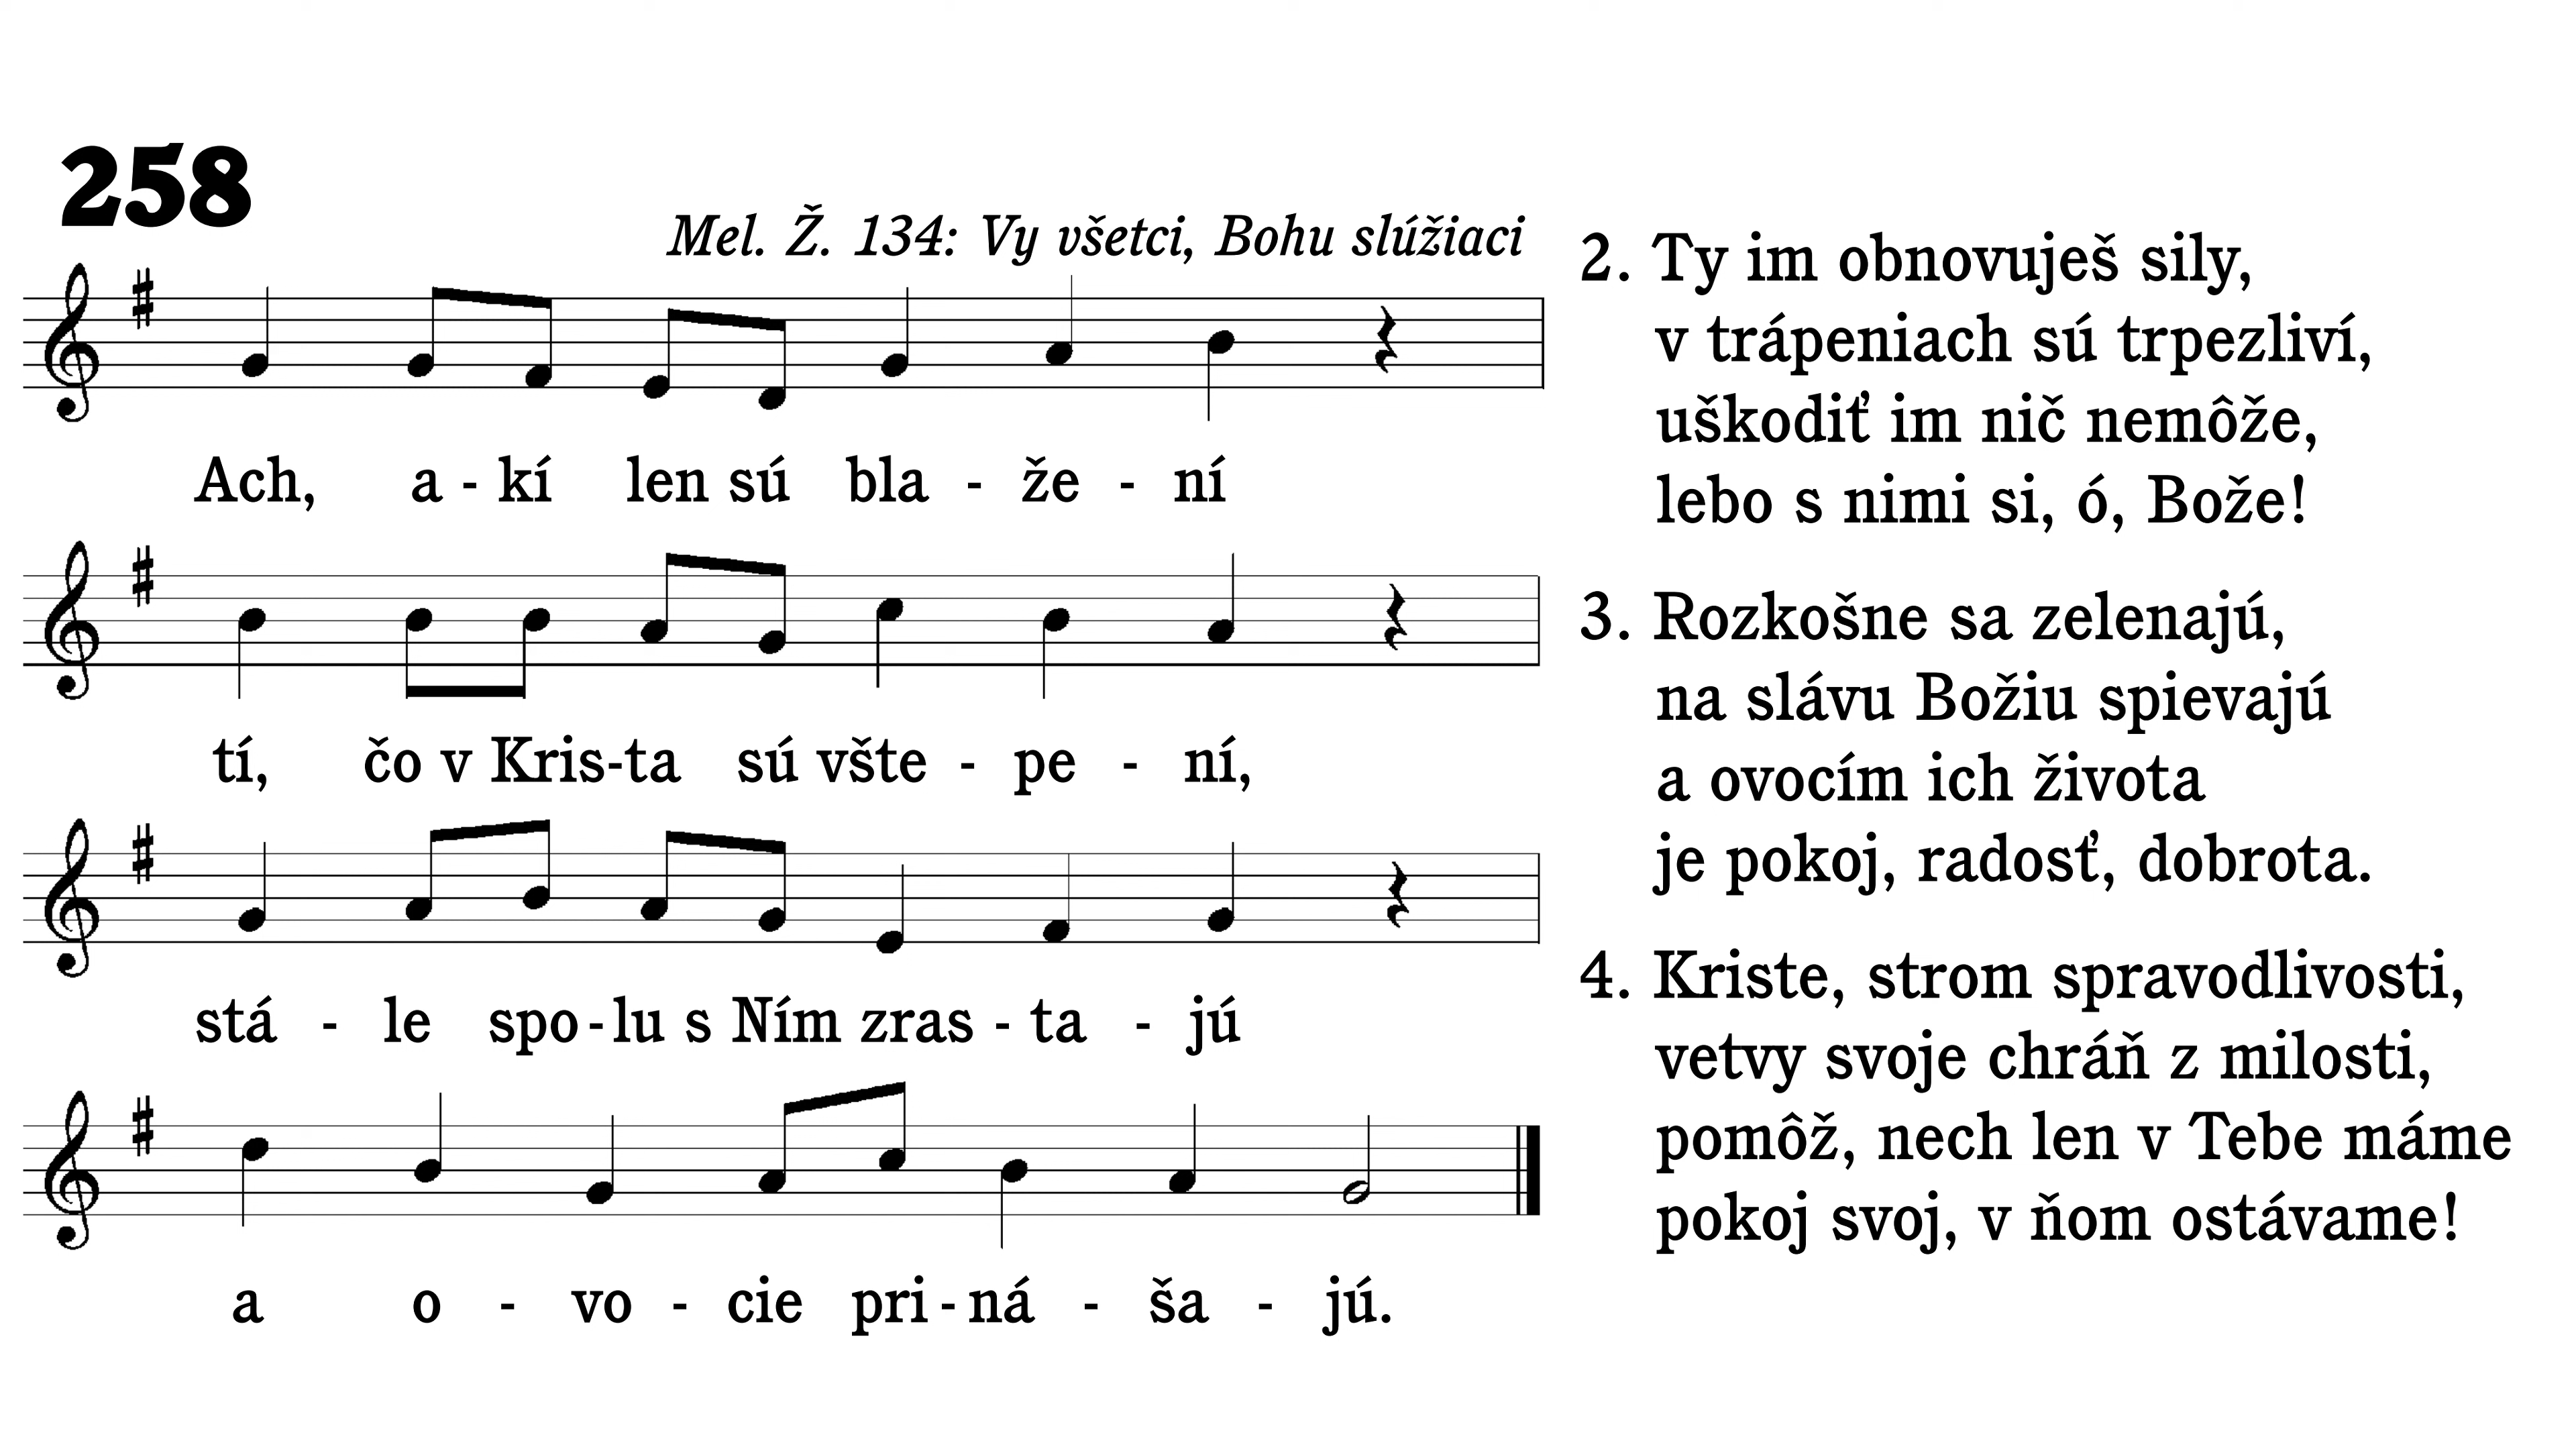 258
Mel. Ž. 134: Vy všetci, Bohu slúžiaci
Ach, a - kí len sú bla - že - ní
tí, čo v Kris-ta sú všte - pe - ní,
stá - le spo - lu s Ním zras - ta - jú
a o - vo - cie pri - ná - ša - jú.
2. Ty im obnovuješ sily,
v trápeniach sú trpezliví,
uškodiť im nič nemôže,
lebo s nimi si, ó, Bože!
3. Rozkošne sa zelenajú,
na slávu Božiu spievajú
a ovocím ich života
je pokoj, radosť, dobrota.
4. Kriste, strom spravodlivosti,
vetvy svoje chráň z milosti,
pomôž, nech len v Tebe máme
pokoj svoj, v ňom ostávame!